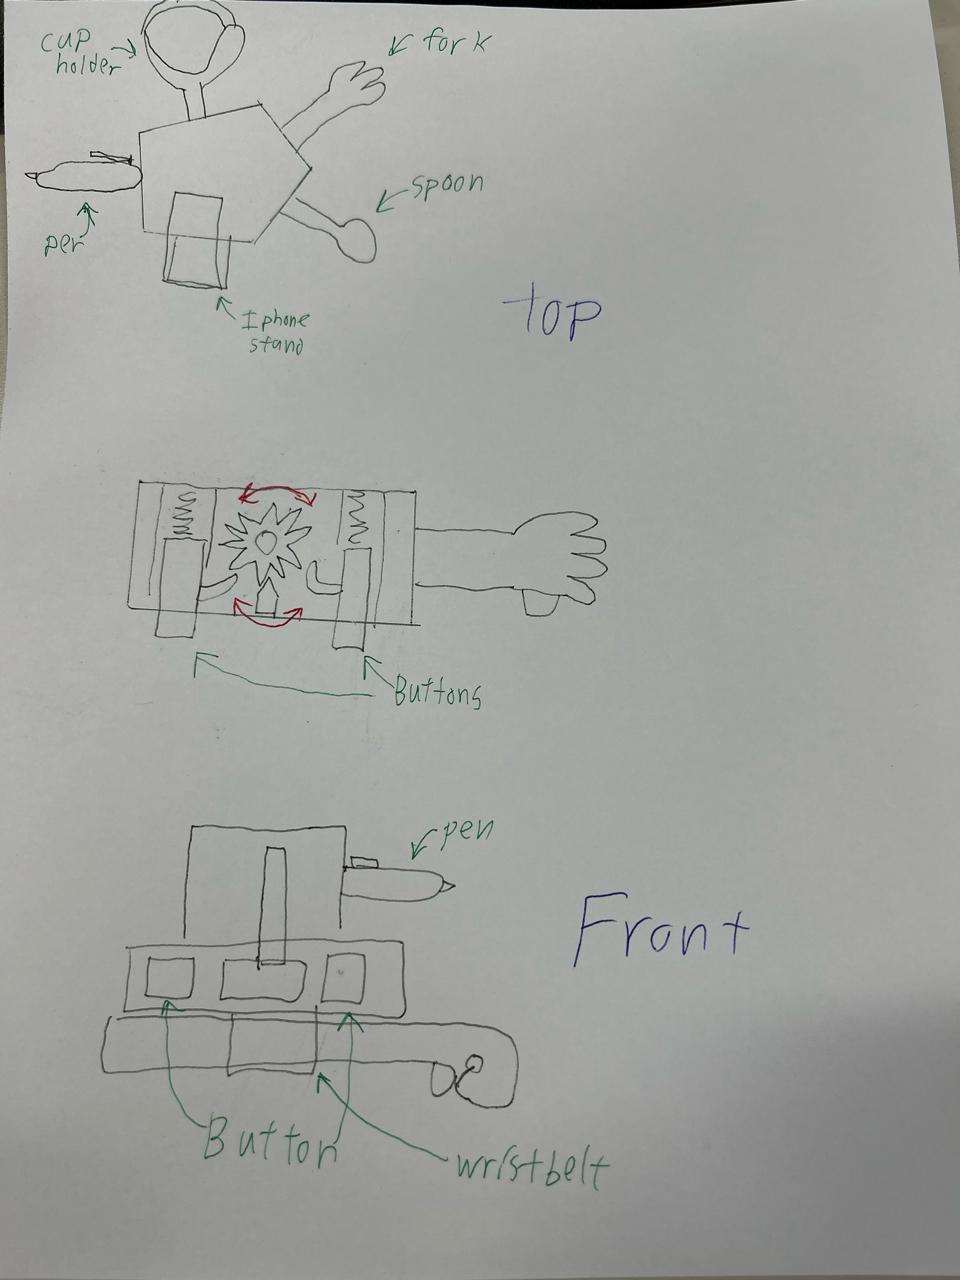 cup
holder
fork
spoon
pen
Iphone
stand
top
Buttons
pen
Front
Button
wristbelt